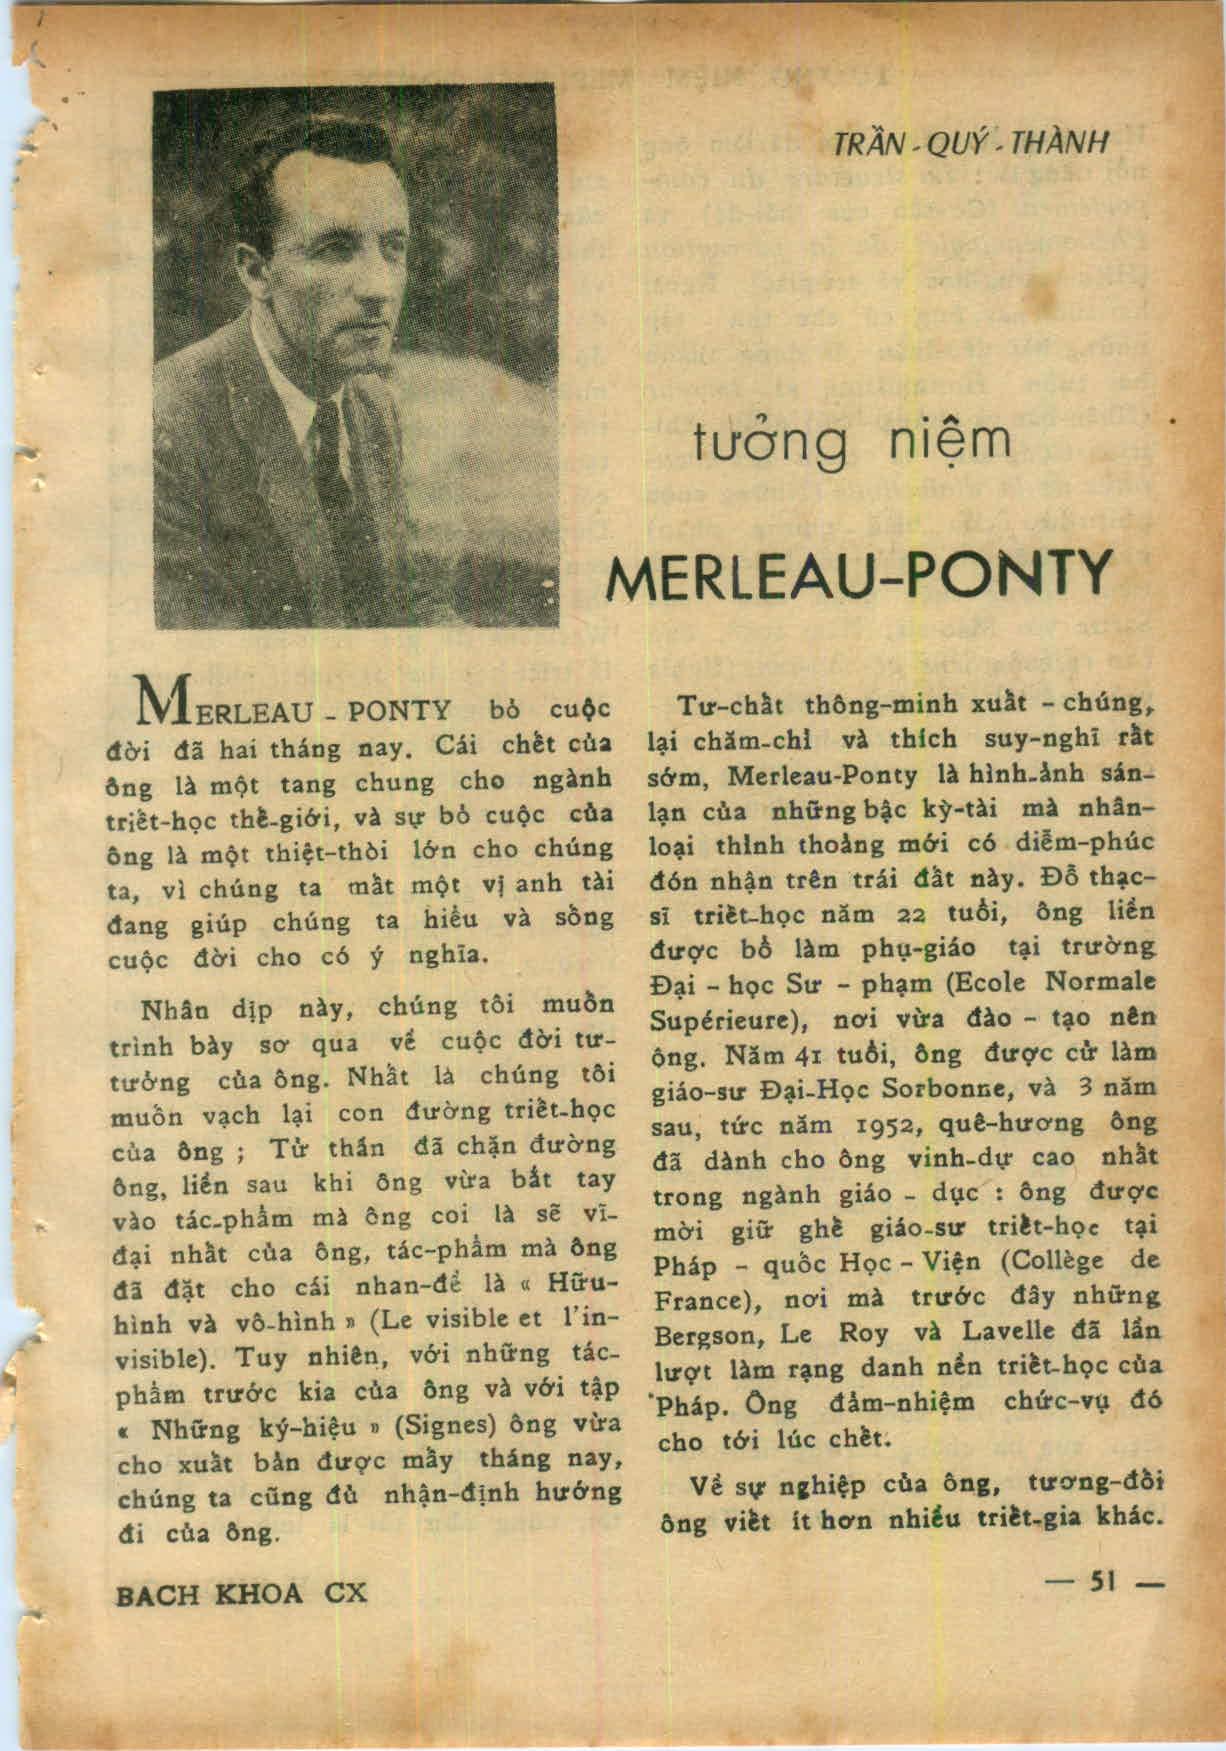 TRẦN-QUÝ-THÀNH
tưởng niệm
MERLEAU-PONTY
MERLEAU - PONTY bỏ cuộc
đời đã hai tháng nay. Cái chết của
ông là một tang chung cho ngành
triết-học thế-giới, và sự bỏ cuộc của
ông là một thiệt-thòi lớn cho chúng
ta, vì chúng ta mất một vị anh tài
đang giúp chúng ta hiểu và sống
cuộc đời cho có ý nghĩa.
Nhân dịp này, chúng tôi muốn
trình bày sơ qua về cuộc đời tư-
tưởng của ông. Nhất là chúng tôi
muốn vạch lại con đường triết-học
của ông ; Tử thần đã chặn đường
ông, liền sau khi ông vừa bắt tay
vào tác-phẩm mà ông coi là sẽ vĩ-
đại nhất của ông, tác-phẩm mà ông
đã đặt cho cái nhan-đề là « Hữu-
hình và vô-hình » (Le visible et l'in-
visible). Tuy nhiên, với những tác-
phẩm trước kia của ông và với tập
« Những ký-hiệu » (Signes) ông vừa
cho xuất bản được mấy tháng nay,
chúng ta cũng đủ nhận-định hướng
đi của ông.
Tư-chất thông-minh xuất - chúng,
lại chăm-chỉ và thích suy-nghĩ rất
sớm, Merleau-Ponty là hình-ảnh sán-
lạn của những bậc kỳ-tài mà nhân-
loại thỉnh thoảng mới có diễm-phúc
đón nhận trên trái đất này. Đỗ thạc-
sĩ triết-học năm 22 tuổi, ông liền
được bổ làm phụ-giáo tại trường
Đại - học Sư - phạm (Ecole Normale
Supérieure), nơi vừa đào - tạo nên
ông. Năm 41 tuổi, ông được cử làm
giáo-sư Đại-Học Sorbonne, và 3 năm
sau, tức năm 1952, quê-hương ông
đã dành cho ông vinh-dự cao nhất
trong ngành giáo - dục : ông được
mời giữ ghế giáo-sư triết-học tại
Pháp - quốc Học - Viện (Collège de
France), nơi mà trước đây những
Bergson, Le Roy và Lavelle đã lần
lượt làm rạng danh nền triết-học của
Pháp. Ông đảm-nhiệm chức-vụ đó
cho tới lúc chết.
Về sự nghiệp của ông, tương-đối
ông viết ít hơn nhiều triết-gia khác.
BACH KHOA CX
— 51 —